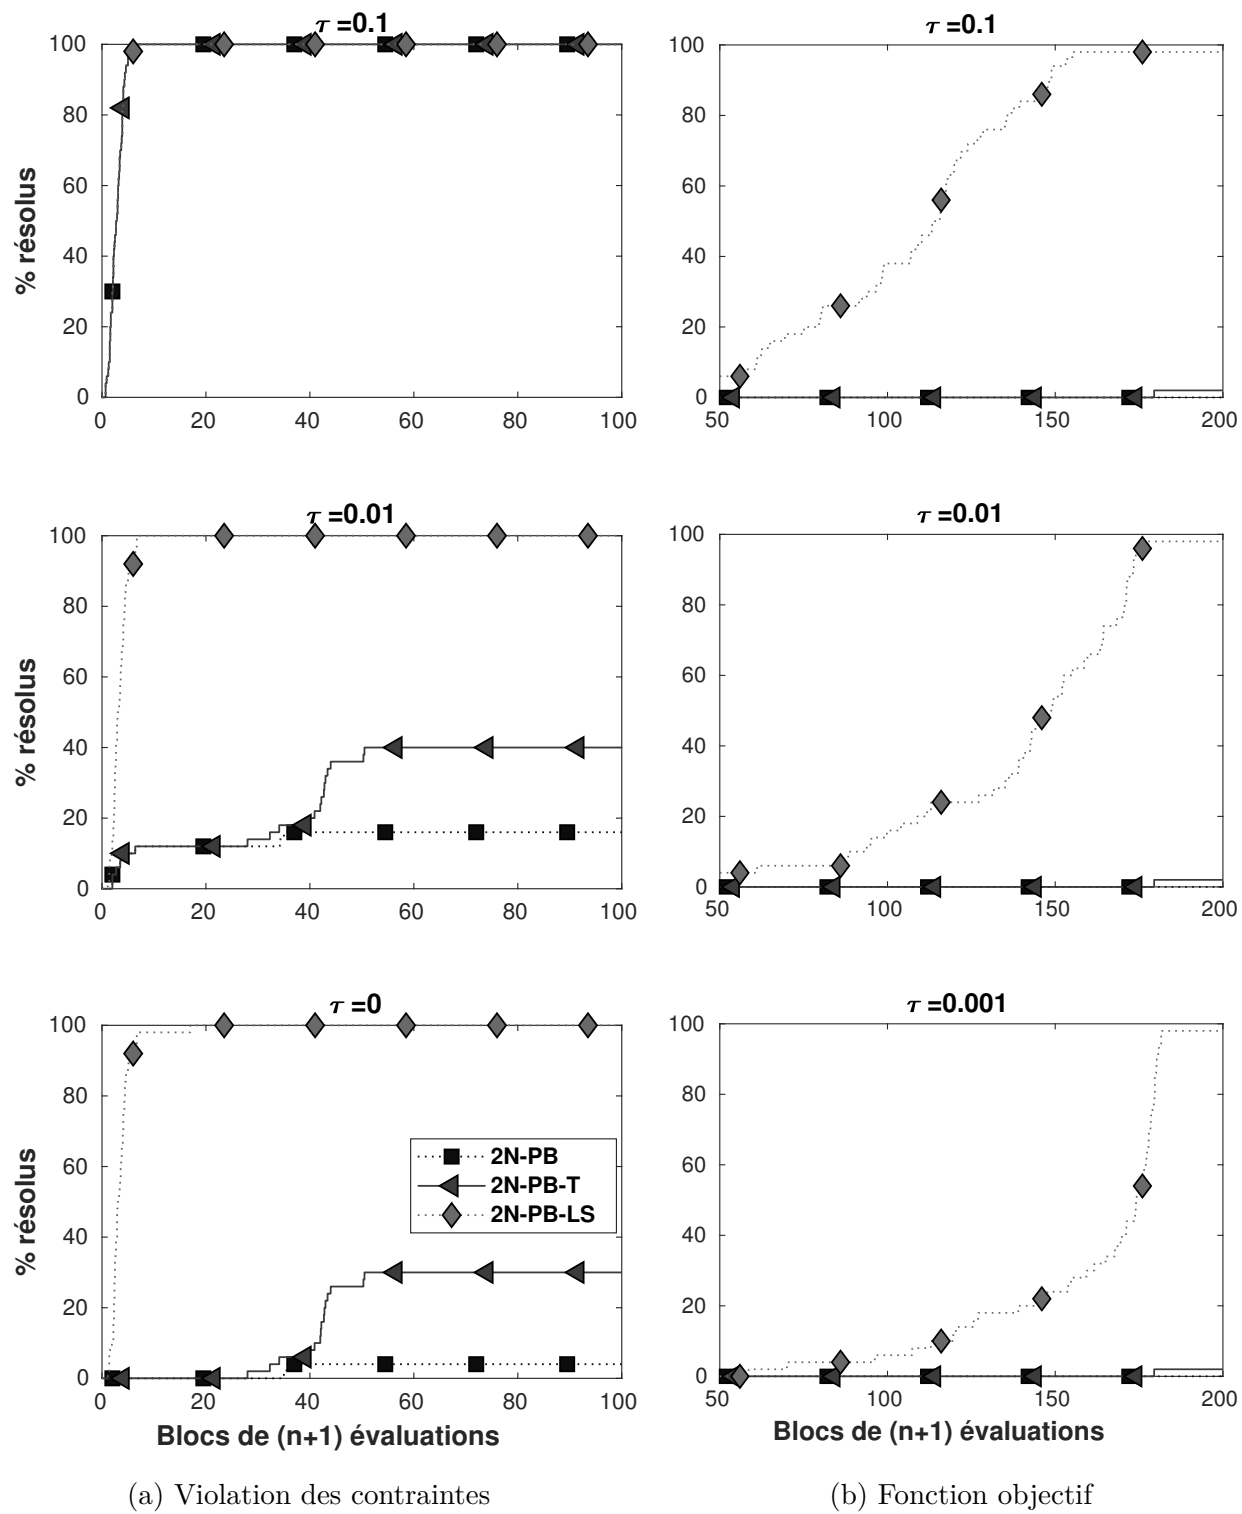 τ =0.1
100
80
60
40
20
0
% résolus
0 20 40 60 80 100
τ =0.1
100
80
60
40
20
0
50 100 150 200
τ =0.01
100
80
60
40
20
0
% résolus
0 20 40 60 80 100
τ =0.01
100
80
60
40
20
0
50 100 150 200
τ =0
100
80
60
40
20
0
% résolus
2N-PB
2N-PB-T
2N-PB-LS
0 20 40 60 80 100
Blocs de (n+1) évaluations
τ =0.001
100
80
60
40
20
0
50 100 150 200
Blocs de (n+1) évaluations
(a) Violation des contraintes
(b) Fonction objectif